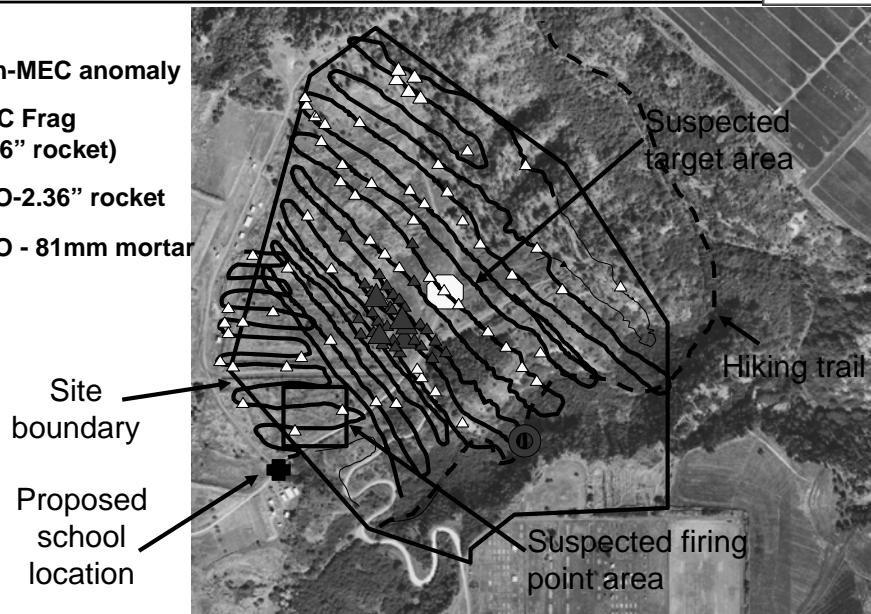 n-MEC anomaly
C Frag
6” rocket)
O-2.36” rocket
O - 81mm mortar
Suspected
target area
Hiking trail
Site
boundary
Proposed
school
location
Suspected firing
point area